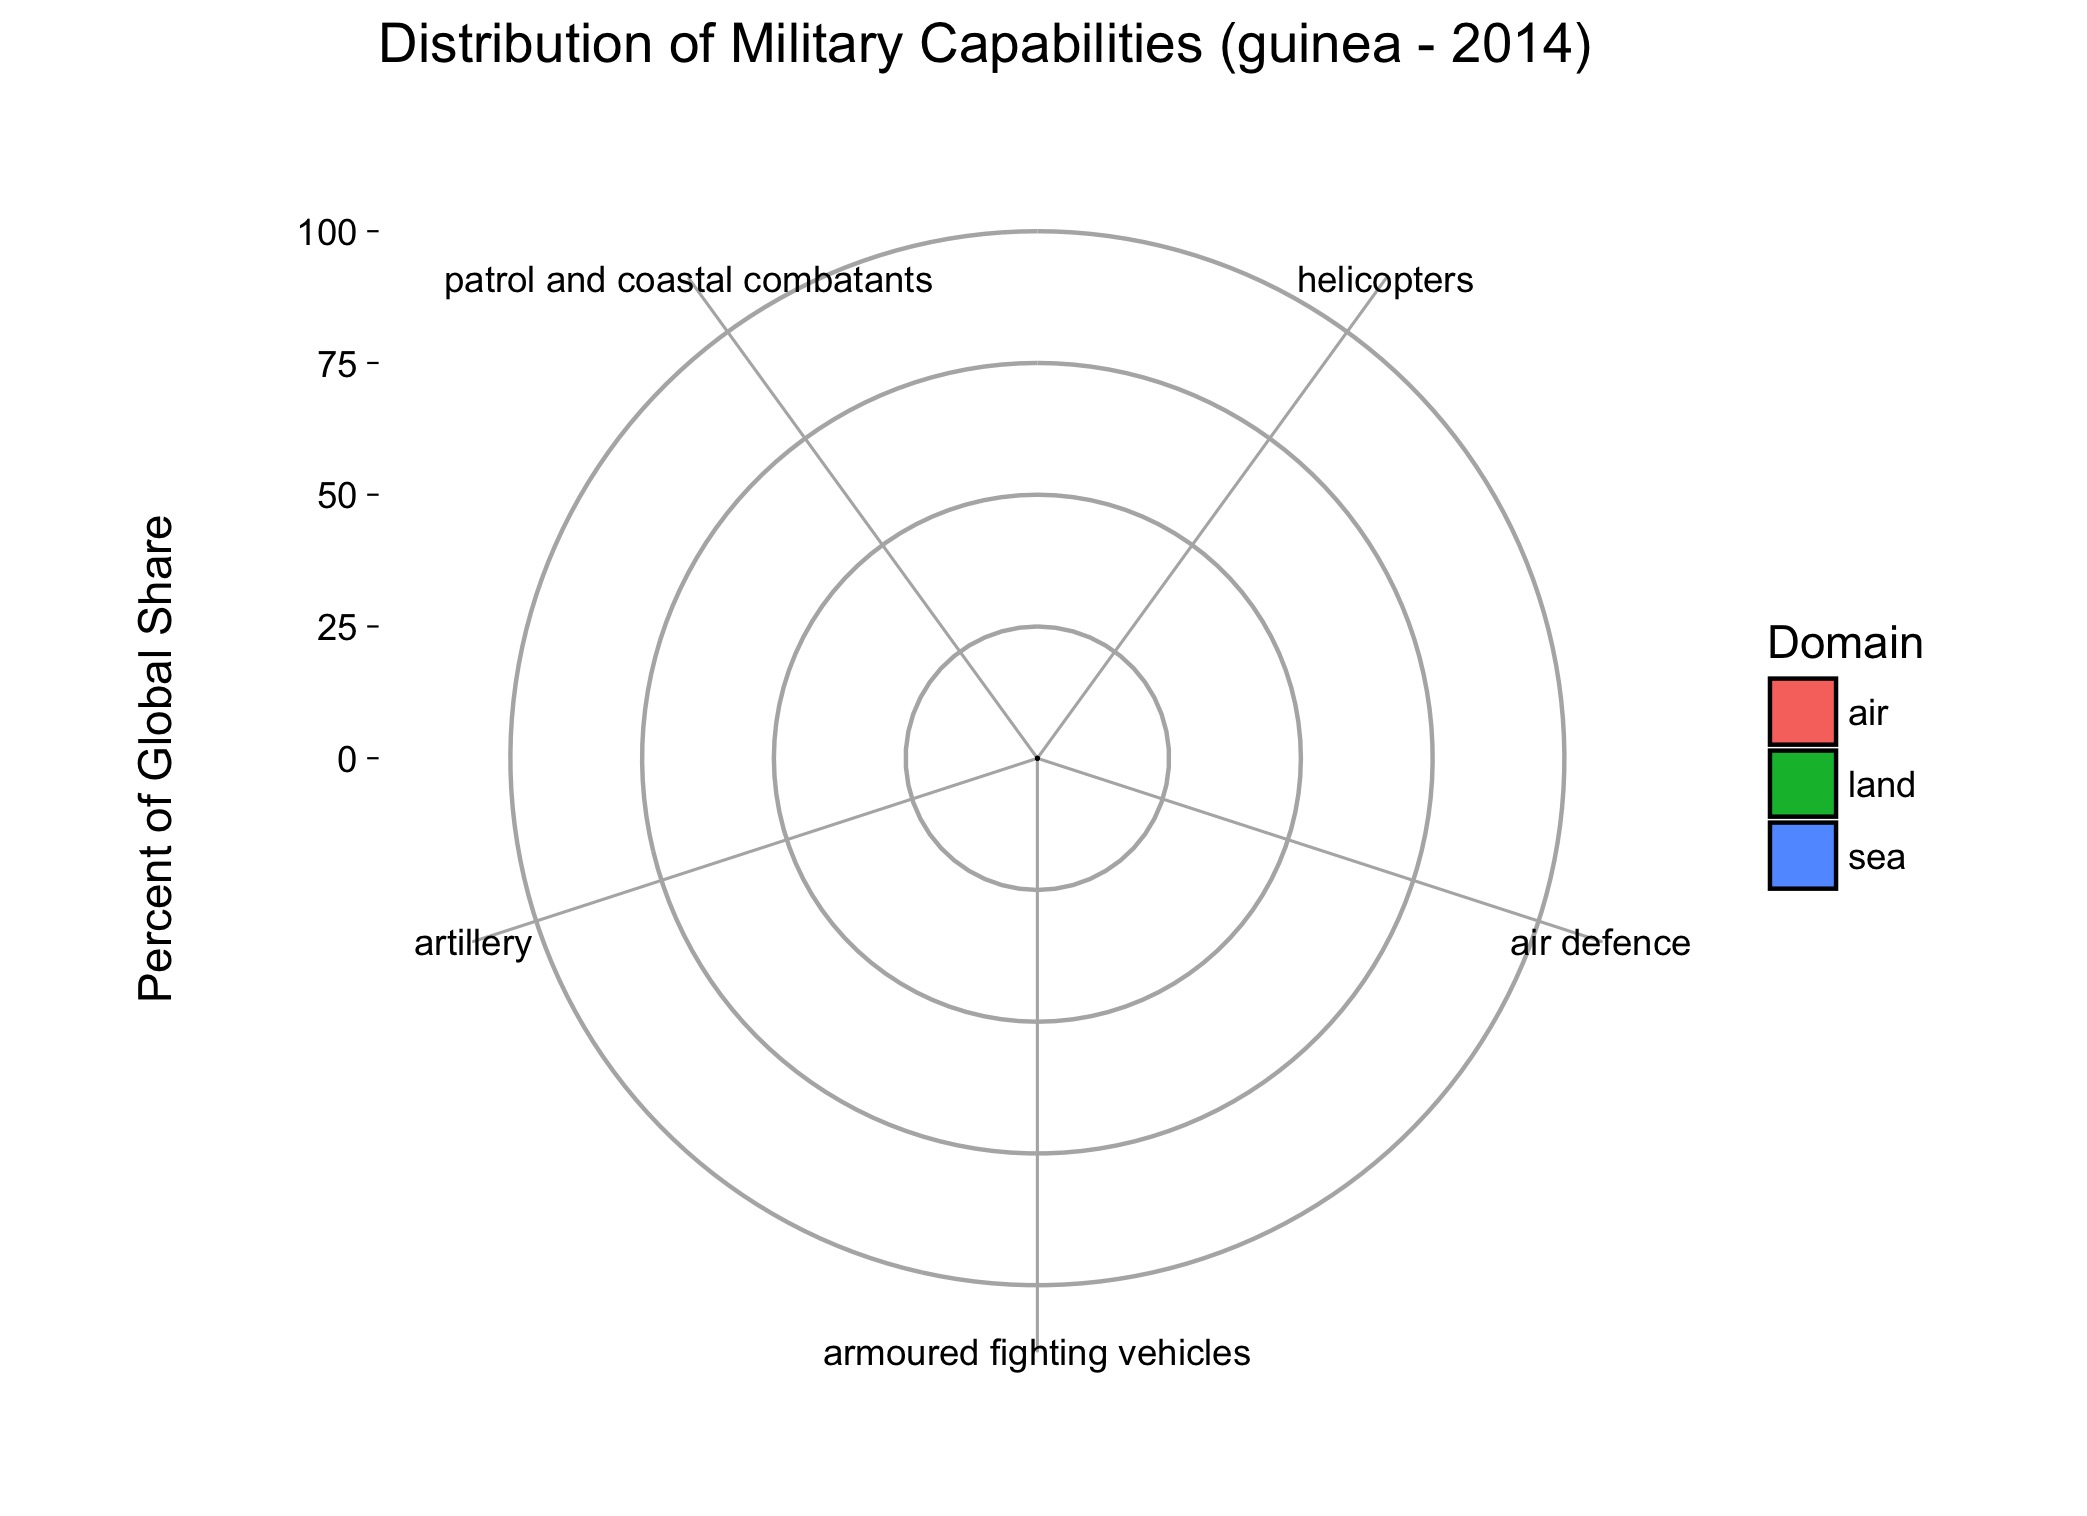 Distribution of Military Capabilities (guinea - 2014)
100
patrol and coastal combatants
helicopters
75
50
25
0
Percent of Global Share
Domain
air
land
sea
artillery
air defence
armoured fighting vehicles